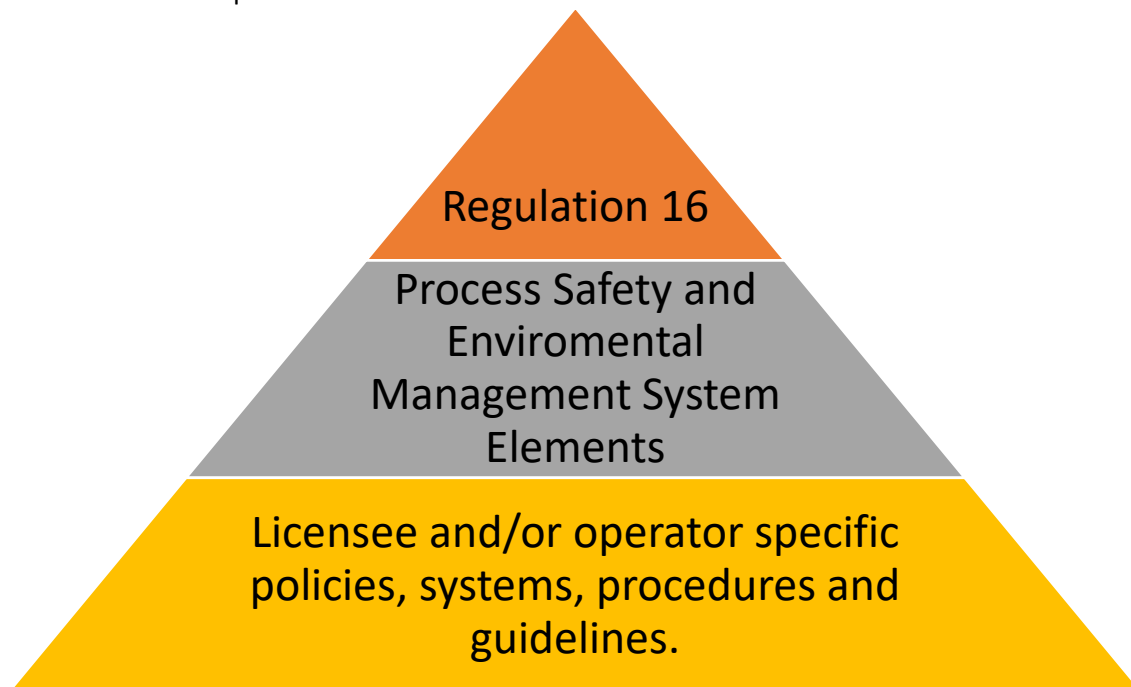 Regulation 16
Process Safety and
Enviromental
Management System
Elements
Licensee and/or operator specific
policies, systems, procedures and
guidelines.